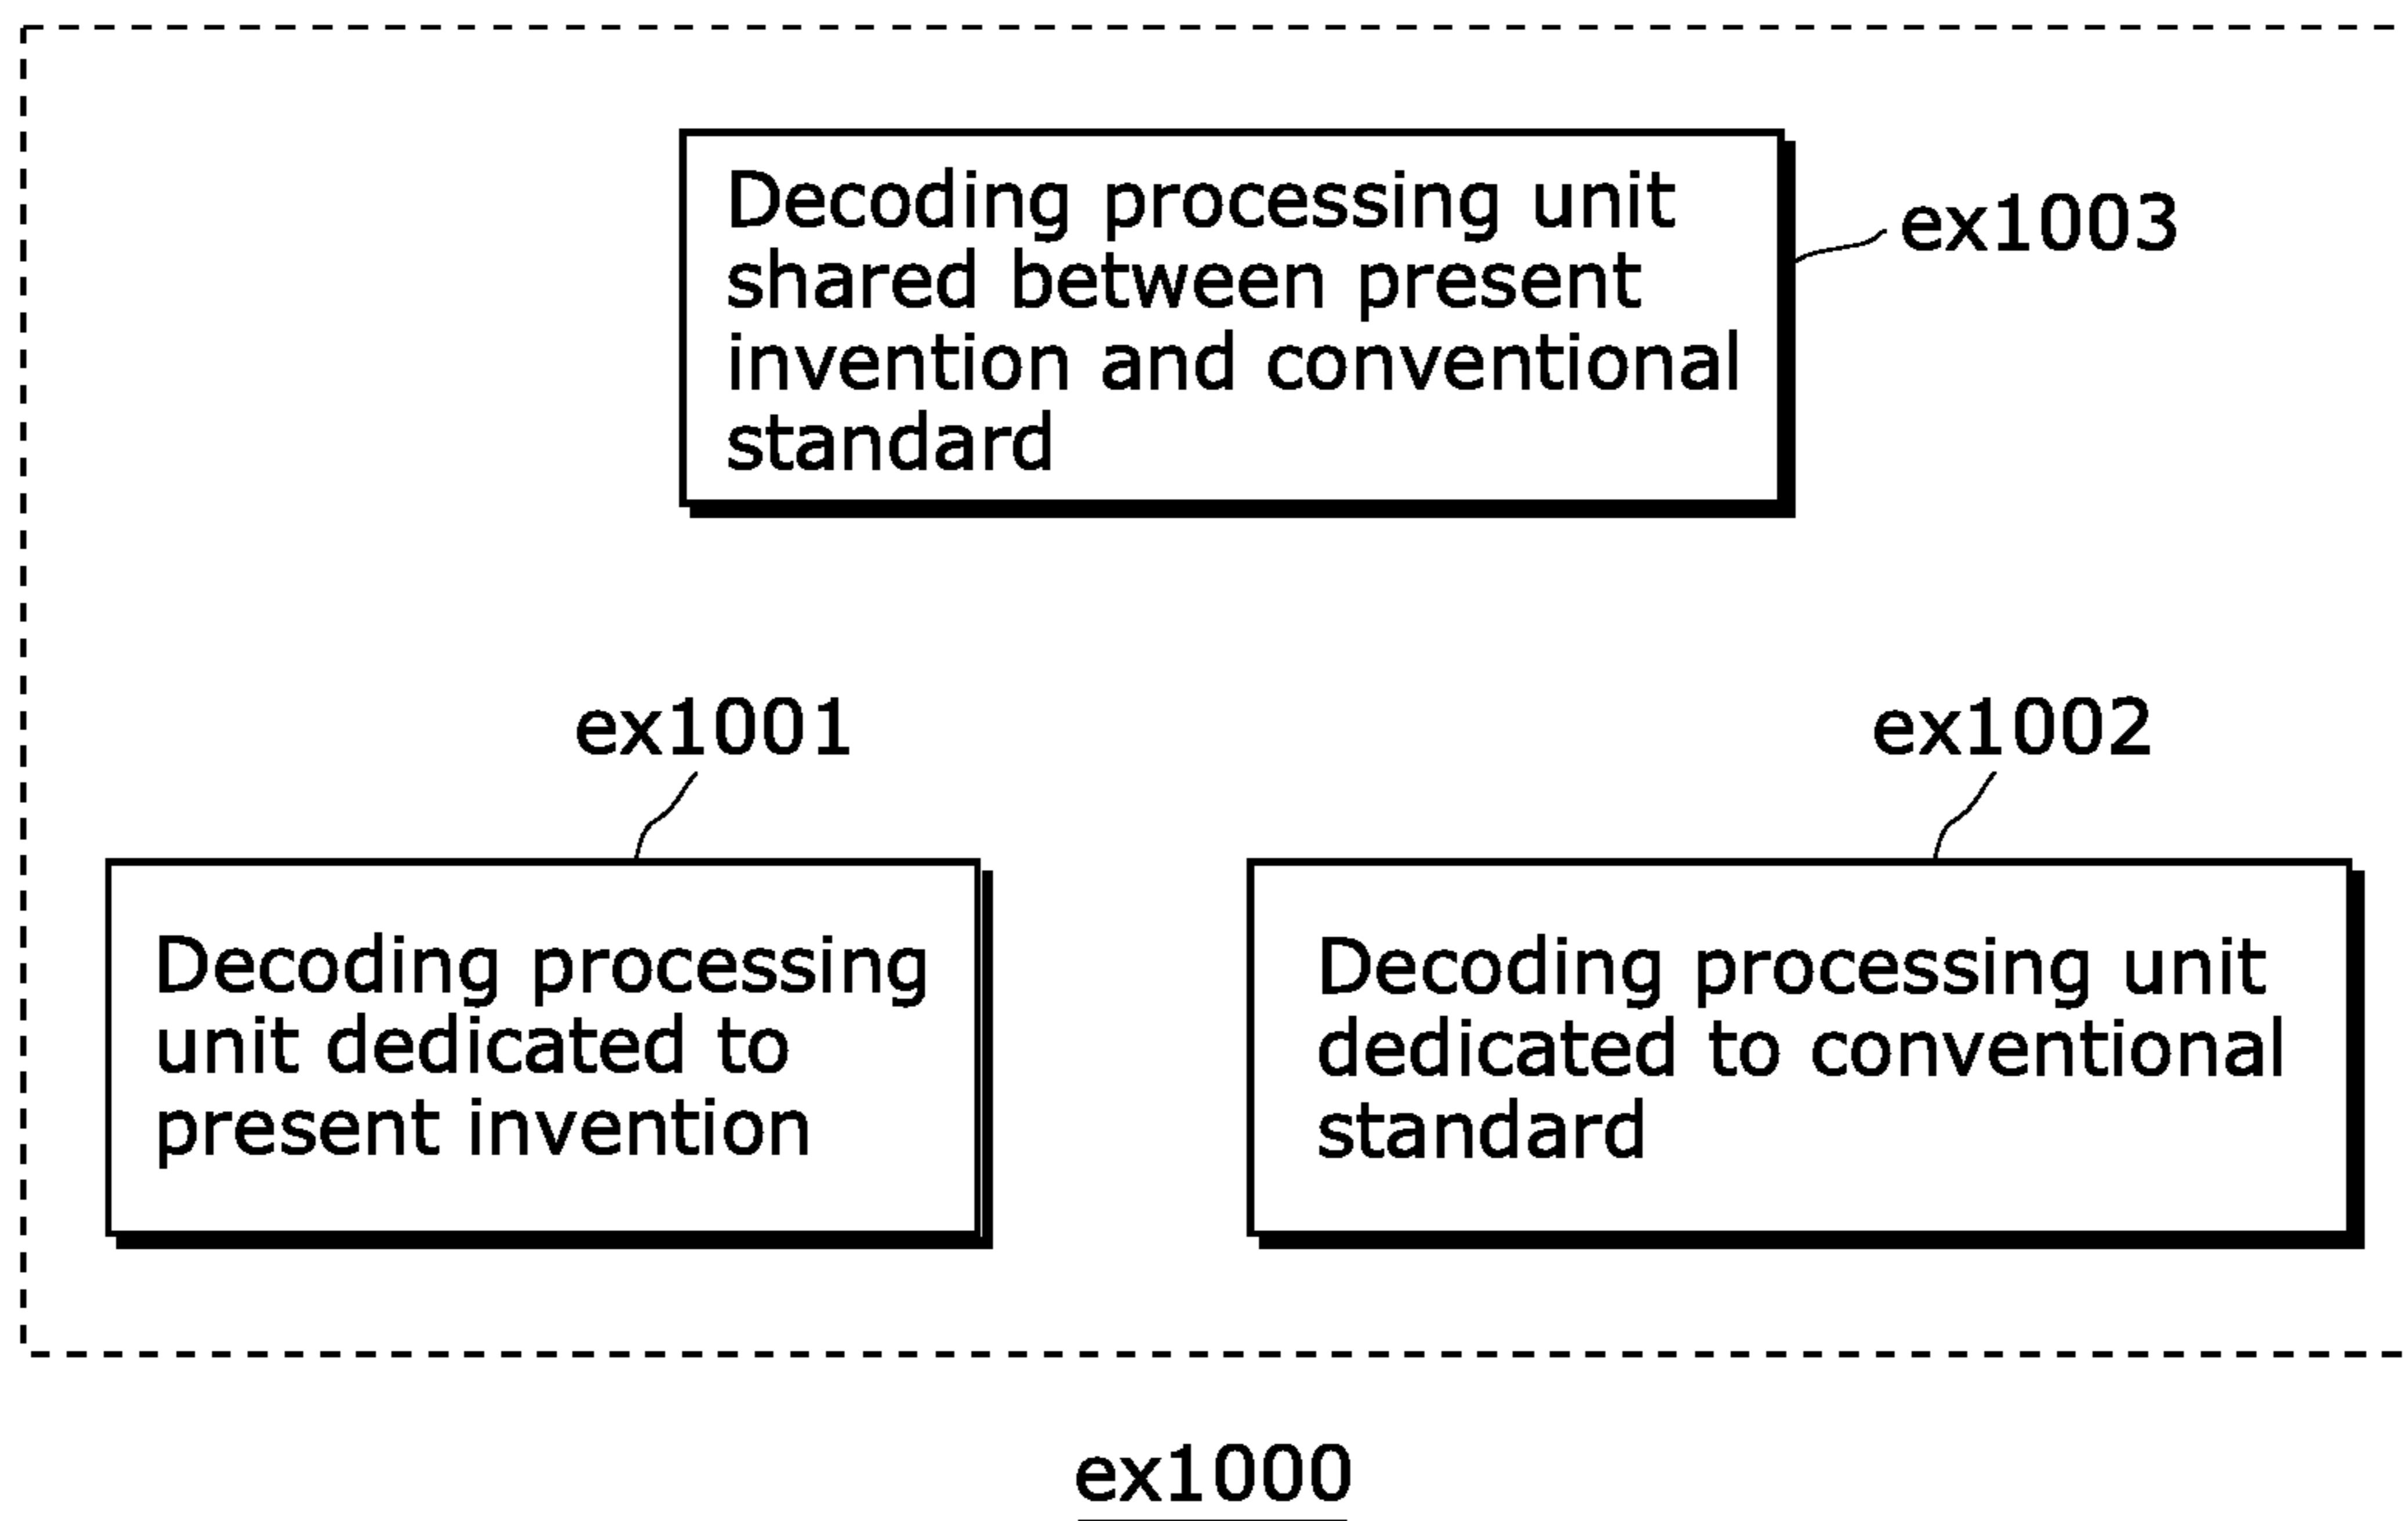 Decoding processing unit
shared between present
invention and conventional
standard
ex1003
ex1001
ex1002
Decoding processing
unit dedicated to
present invention
Decoding processing unit
dedicated to conventional
standard
ex1000